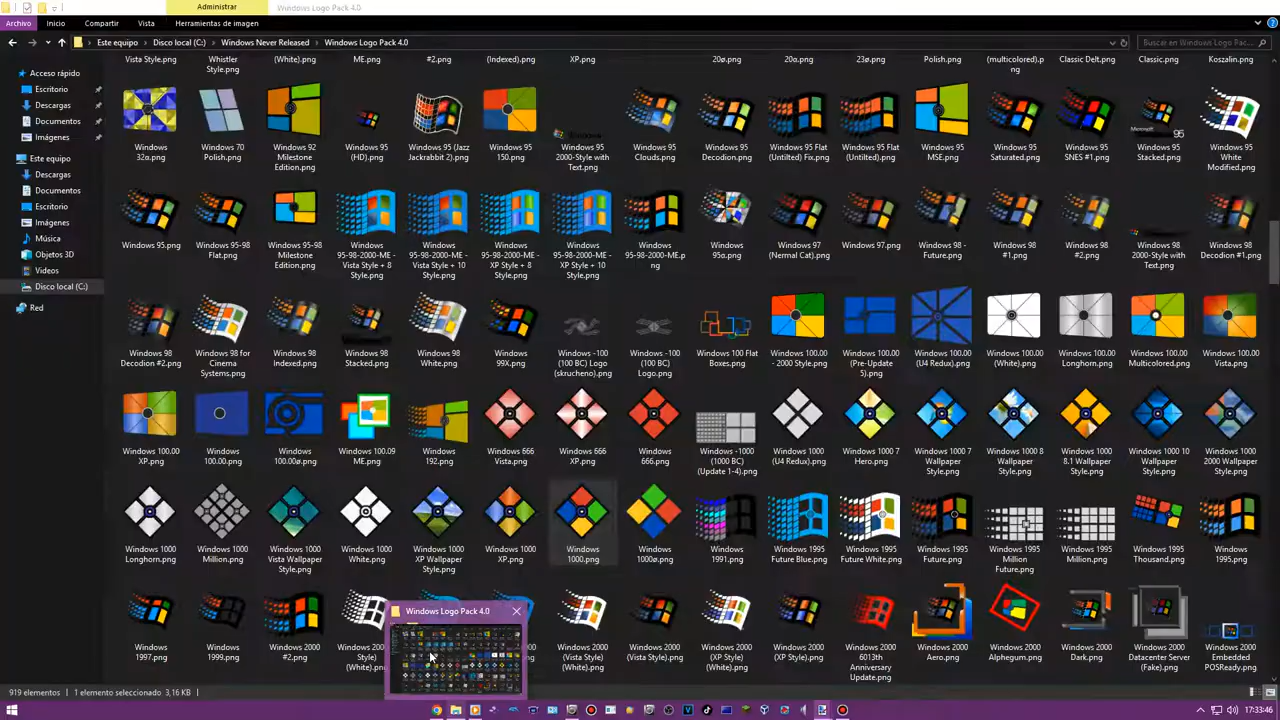 Administrar
Windows Logo Pack 4.0
Archivo
Inicio
Compartir
Vista
Herramientas de imagen
Este equipo
Disco local (C:)
Windows Never Released
Windows Logo Pack 4.0
Buscar en Windows Logo Pac...
Acceso rápido
Escritorio
Descargas
Documentos
Imágenes
Este equipo
Descargas
Documentos
Escritorio
Imágenes
Música
Objetos 3D
Videos
Disco local (C:)
Red
Vista Style.png
Whistler Style.png
(White).png
ME.png
#2.png
(Indexed).png
XP.png
20ø.png
20α.png
23ø.png
Polish.png
(multicolored).png
Classic Delt.png
Classic.png
Koszalin.png
Windows 32α.png
Windows 70 Polish.png
Windows 92 Milestone Edition.png
Windows 95 (HD).png
Windows 95 (Jazz Jackrabbit 2).png
Windows 95 150.png
Windows 95 2000-Style with Text.png
Windows 95 Clouds.png
Windows 95 Decodion.png
Windows 95 Flat (Untilted) Fix.png
Windows 95 Flat (Untilted).png
Windows 95 MSE.png
Windows 95 Saturated.png
Windows 95 SNES #1.png
Windows 95 Stacked.png
Windows 95 White Modified.png
Windows 95.png
Windows 95-98 Flat.png
Windows 95-98 Milestone Edition.png
Windows 95-98-2000-ME - Vista Style + 8 Style.png
Windows 95-98-2000-ME - Vista Style + 10 Style.png
Windows 95-98-2000-ME - XP Style + 8 Style.png
Windows 95-98-2000-ME - XP Style + 10 Style.png
Windows 95-98-2000-ME.png
Windows 95α.png
Windows 97 (Nermal Cat).png
Windows 97.png
Windows 98 - Future.png
Windows 98 #1.png
Windows 98 #2.png
Windows 98 2000-Style with Text.png
Windows 98 Decodion #1.png
Windows 98 Decodion #2.png
Windows 98 for Cinema Systems.png
Windows 98 Indexed.png
Windows 98 Stacked.png
Windows 98 White.png
Windows 99X.png
Windows -100 (100 BC) Logo (skrucheno).png
Windows -100 (100 BC) Logo.png
Windows 100 Flat Boxes.png
Windows 100.00 - 2000 Style.png
Windows 100.00 (Pre-Update 5).png
Windows 100.00 (U4 Redux).png
Windows 100.00 (White).png
Windows 100.00 Longhorn.png
Windows 100.00 Multicolored.png
Windows 100.00 Vista.png
Windows 100.00 XP.png
Windows 100.00.png
Windows 100.00ø.png
Windows 100.09 ME.png
Windows 192.png
Windows 666 Vista.png
Windows 666 XP.png
Windows 666.png
Windows -1000 (1000 BC) (Update 1-4).png
Windows 1000 (U4 Redux).png
Windows 1000 7 Hero.png
Windows 1000 7 Wallpaper Style.png
Windows 1000 8 Wallpaper Style.png
Windows 1000 8.1 Wallpaper Style.png
Windows 1000 10 Wallpaper Style.png
Windows 1000 2000 Wallpaper Style.png
Windows 1000 Longhorn.png
Windows 1000 Million.png
Windows 1000 Vista Wallpaper Style.png
Windows 1000 White.png
Windows 1000 XP Wallpaper Style.png
Windows 1000 XP.png
Windows 1000.png
Windows 1000ø.png
Windows 1991.png
Windows 1995 Future Blue.png
Windows 1995 Future White.png
Windows 1995 Future.png
Windows 1995 Million Future.png
Windows 1995 Million.png
Windows 1995 Thousand.png
Windows 1995.png
Windows 1997.png
Windows 1999.png
Windows 2000 #2.png
Style) (White).png
Windows Logo Pack 4.0
Windows 2000 (Vista Style) (White).png
Windows 2000 (Vista Style).png
Windows 2000 (XP Style) (White).png
Windows 2000 (XP Style).png
Windows 2000 6013th Anniversary Update.png
Windows 2000 Aero.png
Windows 2000 Alphegum.png
Windows 2000 Dark.png
Windows 2000 Datacenter Server (Fake).png
Windows 2000 Embedded POSReady.png
919 elementos
1 elemento seleccionado
3,16 KB
17:33:46